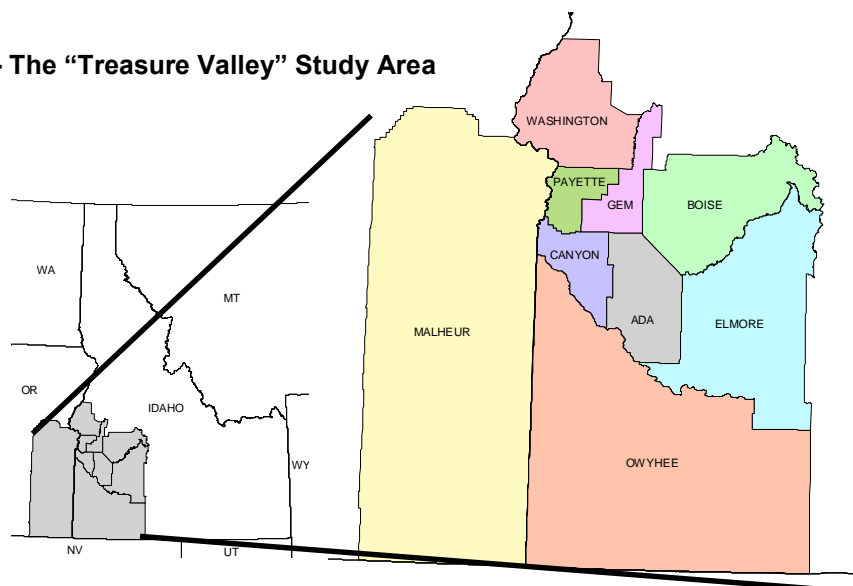 - The “Treasure Valley” Study Area
WASHINGTON
PAYETTE
GEM
BOISE
CANYON
ADA
ELMORE
MALHEUR
OWYHEE
WA
MT
OR
IDAHO
WY
NV
UT